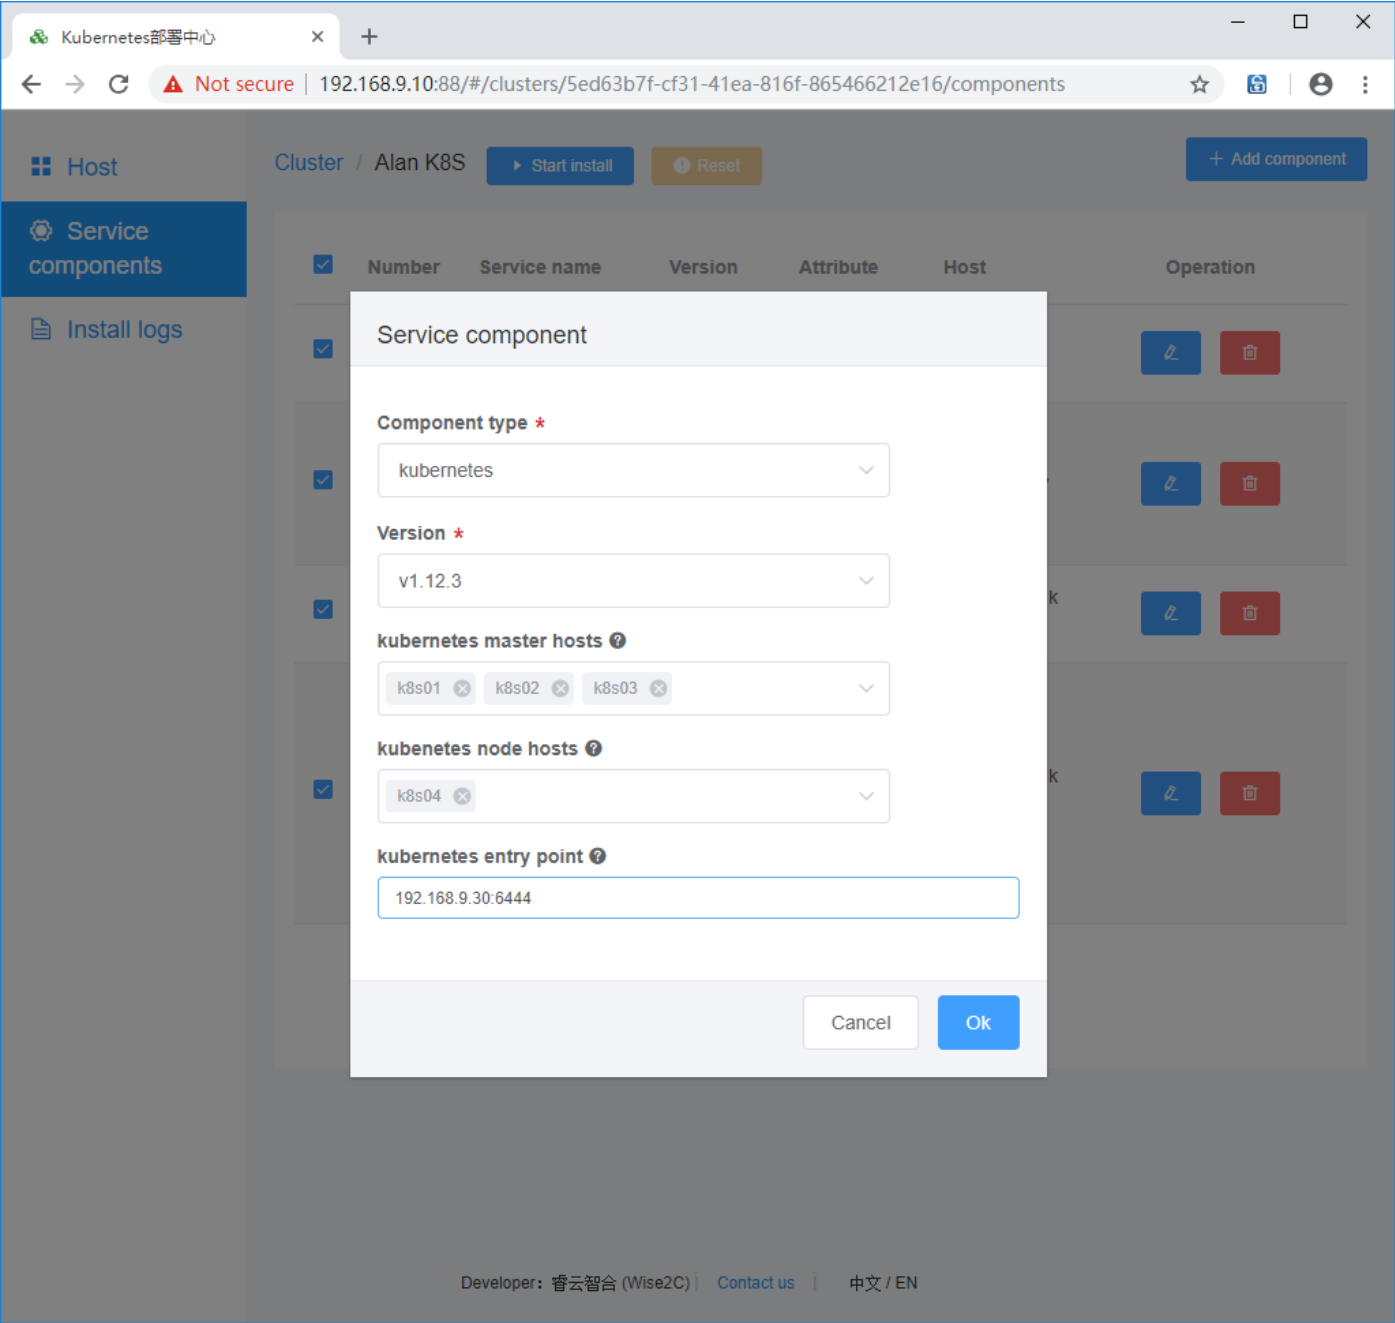 Kubernetes部署中心
Not secure
192.168.9.10:88/#/clusters/5ed63b7f-cf31-41ea-816f-865466212e16/components
Host
Service
components
Install logs
Cluster / Alan K8S
Start install
Reset
+ Add component
Number Service name Version Attribute Host Operation
k
k
Service component
Component type *
kubernetes
Version *
v1.12.3
kubernetes master hosts
k8s01 k8s02 k8s03
kubenetes node hosts
k8s04
kubernetes entry point
192.168.9.30:6444
Cancel
Ok
Developer：睿云智合 (Wise2C) | Contact us | 中文 / EN